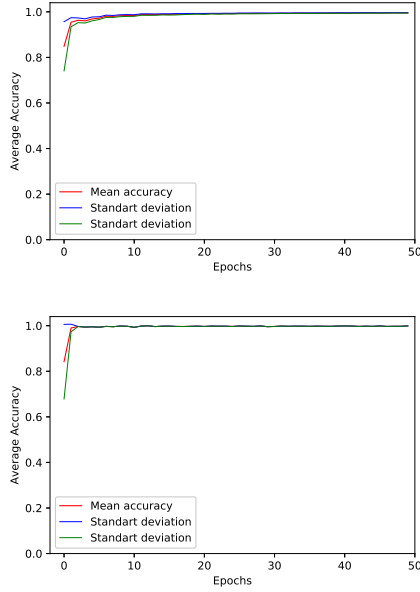 1.0
0.8
0.6
0.4
0.2
0.0
Average Accuracy
Mean accuracy
Standart deviation
Standart deviation
0 10 20 30 40 50
Epochs
1.0
0.8
0.6
0.4
0.2
0.0
Average Accuracy
Mean accuracy
Standart deviation
Standart deviation
0 10 20 30 40 50
Epochs